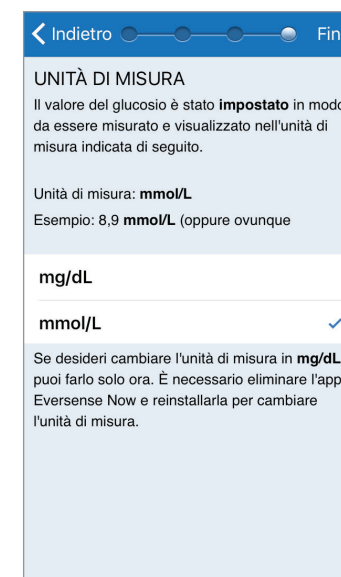 Indietro Fin
UNITÀ DI MISURA
Il valore del glucosio è stato impostato in modo
da essere misurato e visualizzato nell'unità di
misura indicata di seguito.
Unità di misura: mmol/L
Esempio: 8,9 mmol/L (oppure ovunque
mg/dL
mmol/L
Se desideri cambiare l'unità di misura in mg/dL
puoi farlo solo ora. È necessario eliminare l'app
Eversense Now e reinstallarla per cambiare
l'unità di misura.